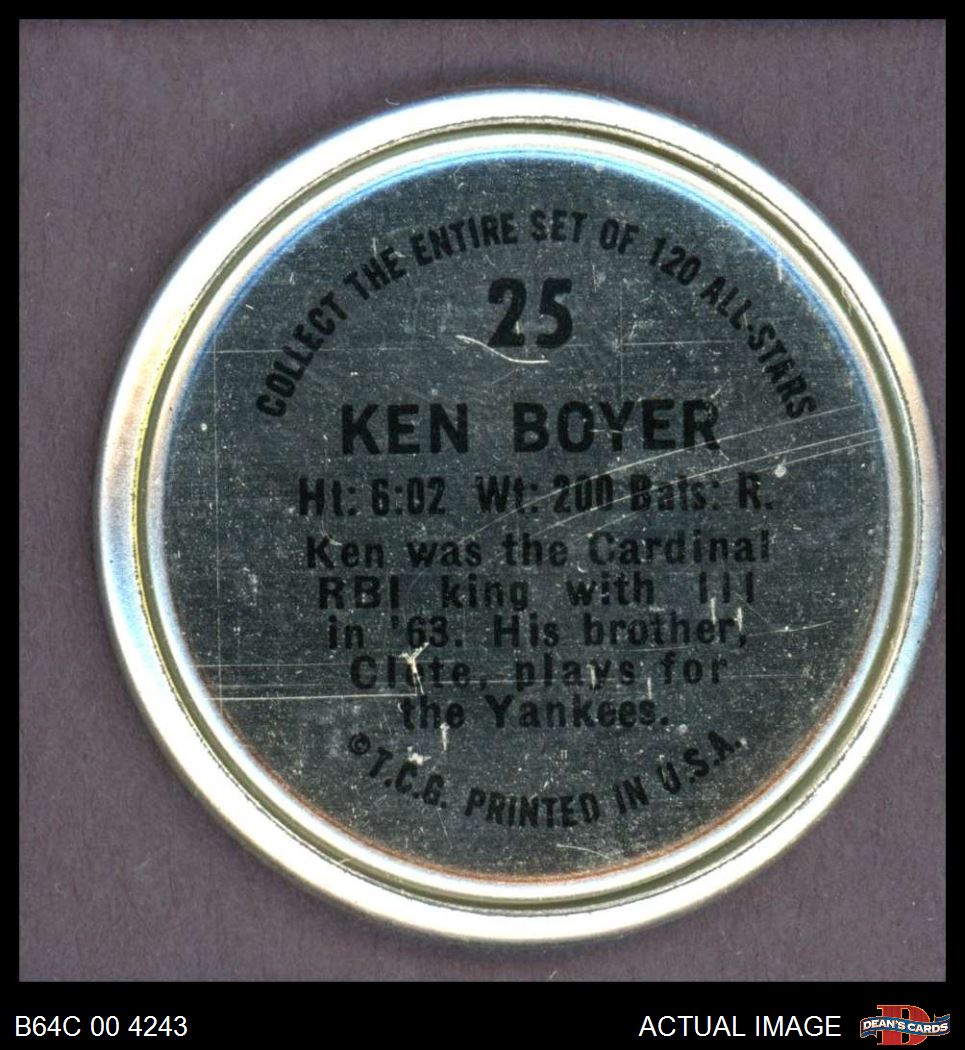 COLLECT THE ENTIRE SET OF 120 ALL-STARS
25
KEN BOYER
Ht: 6:02 Wt: 200 Bats: R.
Ken was the Cardinal
RBI king with 111
in '63. His brother,
Clete, plays for
the Yankees.
© T.C.G. PRINTED IN U.S.A.
B64C 00 4243
ACTUAL IMAGE
DEAN'S CARDS